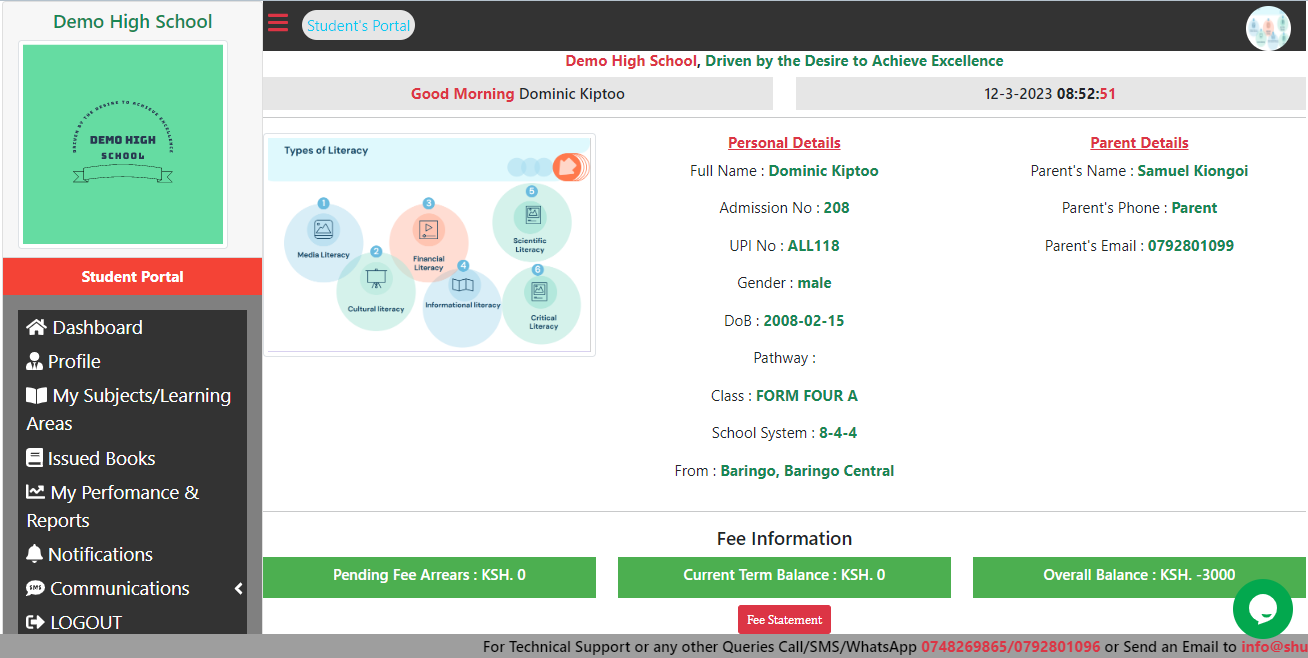 Demo High School
DRIVEN BY THE DESIRE TO ACHIEVE EXCELLENCE
DEMO HIGH
SCHOOL
Student Portal
Dashboard
Profile
My Subjects/Learning
Areas
Issued Books
My Perfomance &
Reports
Notifications
SMS Communications
LOGOUT
Student's Portal
Demo High School, Driven by the Desire to Achieve Excellence
Good Morning Dominic Kiptoo
12-3-2023 08:52:51
Types of Literacy
1
Media Literacy
2
Cultural literacy
3
Financial
Literacy
4
Informational literacy
5
Scientific
Literacy
6
Critical
Literacy
Personal Details
Full Name : Dominic Kiptoo
Admission No : 208
UPI No : ALL118
Gender : male
DoB : 2008-02-15
Pathway :
Class : FORM FOUR A
School System : 8-4-4
From : Baringo, Baringo Central
Parent Details
Parent's Name : Samuel Kiongoi
Parent's Phone : Parent
Parent's Email : 0792801099
Fee Information
Pending Fee Arrears : KSH. 0
Current Term Balance : KSH. 0
Overall Balance : KSH. -3000
Fee Statement
For Technical Support or any other Queries Call/SMS/WhatsApp 0748269865/0792801096 or Send an Email to info@shu